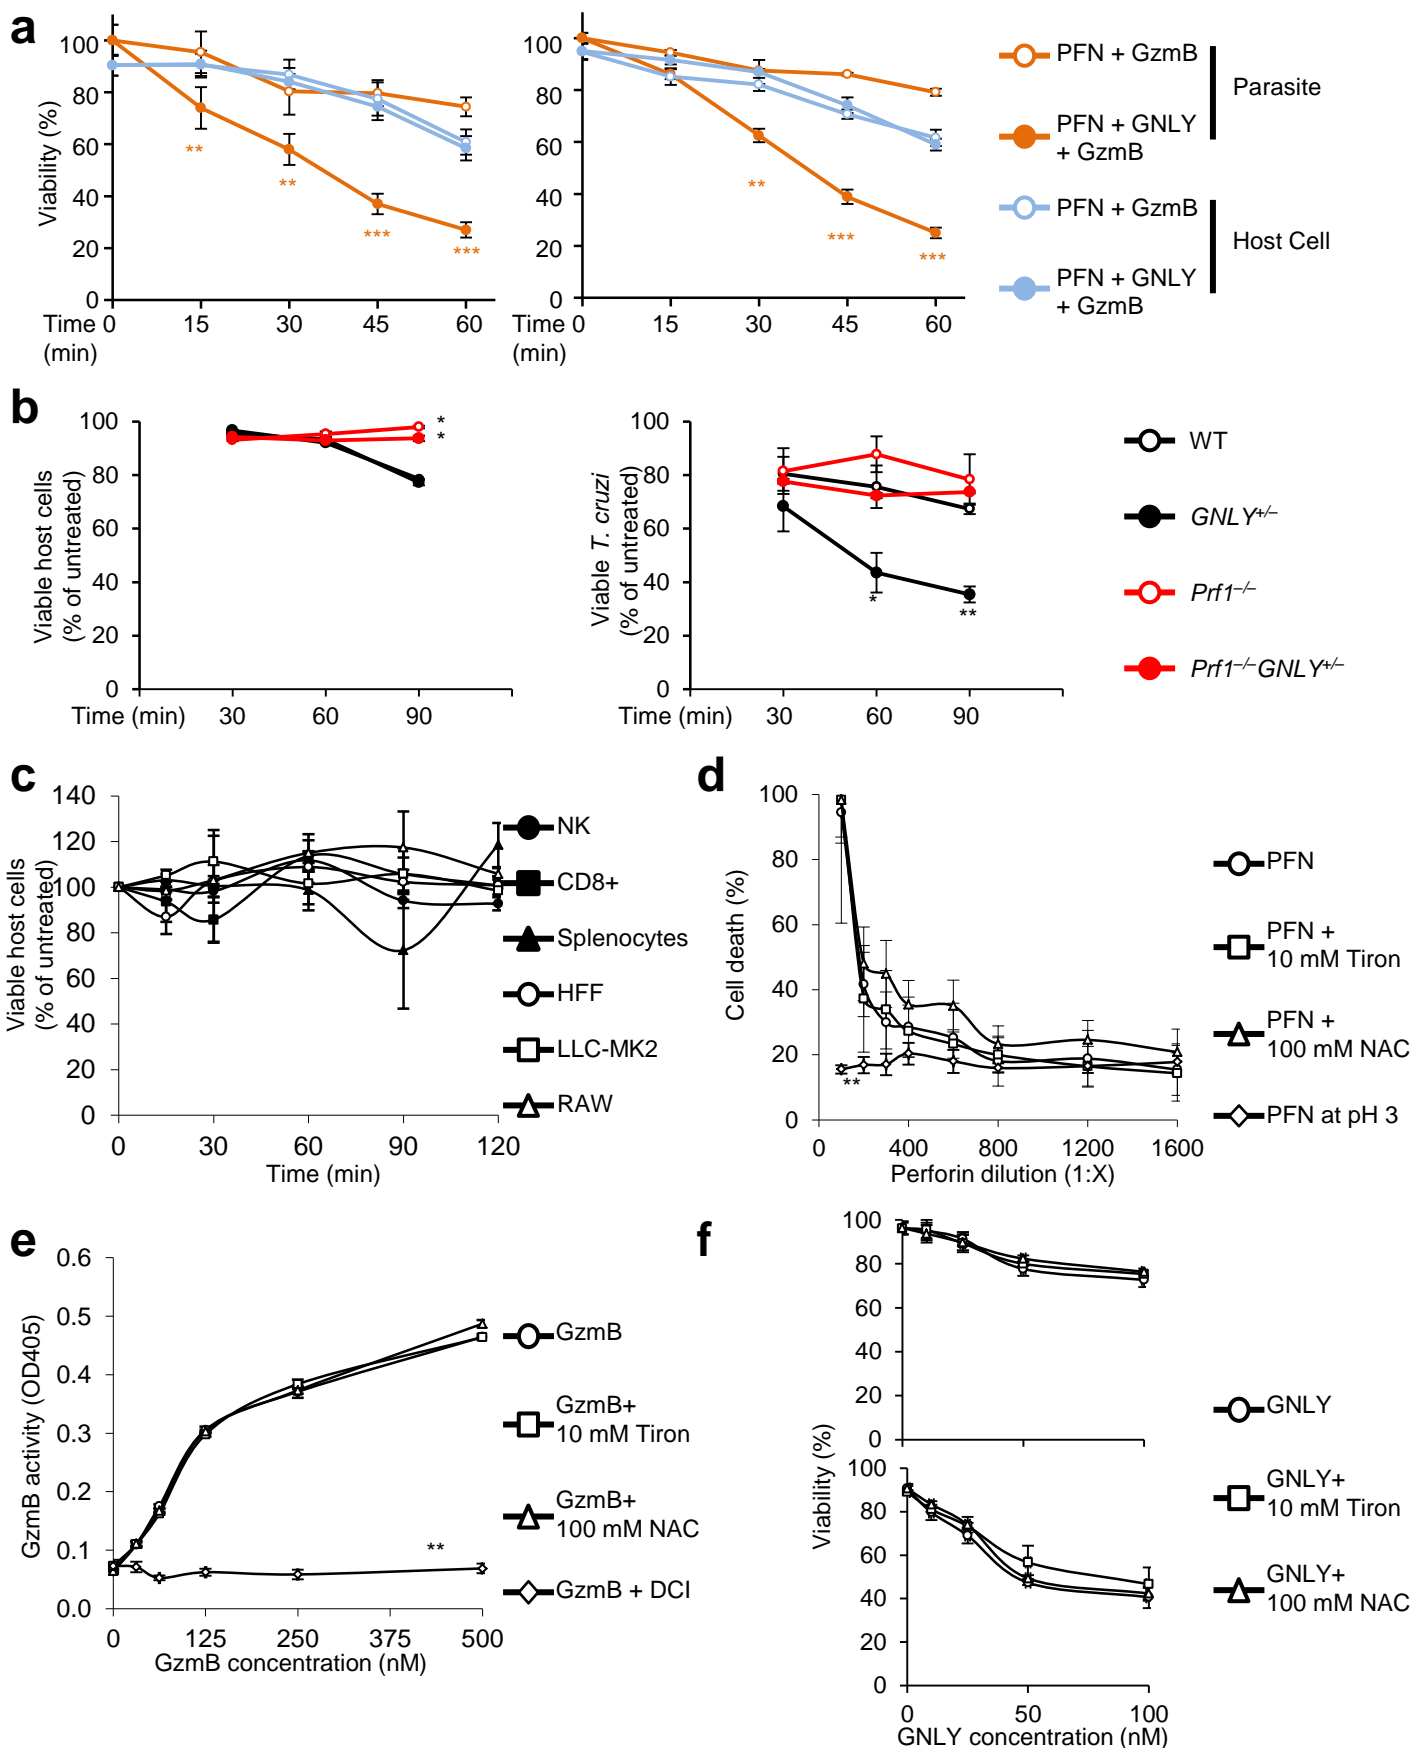 a
100
80
60
40
20
0
Viability (%)
Time 0 15 30 45 60
(min)
**
**
***
***
100
80
60
40
20
0
Time 0 15 30 45 60
(min)
**
***
***
PFN + GzmB
PFN + GNLY
+ GzmB
Parasite
PFN + GzmB
PFN + GNLY
+ GzmB
Host Cell
b
100
80
60
40
20
0
Viable host cells
(% of untreated)
Time (min) 30 60 90
*
*
100
80
60
40
20
0
Viable T. cruzi
(% of untreated)
Time (min) 30 60 90
*
**
WT
GNLY+/–
Prf1–/–
Prf1–/–GNLY+/–
c
140
120
100
80
60
40
20
0
Viable host cells
(% of untreated)
0 30 60 90 120
Time (min)
NK
CD8+
Splenocytes
HFF
LLC-MK2
RAW
d
100
80
60
40
20
0
Cell death (%)
**
0 400 800 1200 1600
Perforin dilution (1:X)
PFN
PFN +
10 mM Tiron
PFN +
100 mM NAC
PFN at pH 3
e
0.6
0.5
0.4
0.3
0.2
0.1
0.0
GzmB activity (OD405)
**
0 125 250 375 500
GzmB concentration (nM)
GzmB
GzmB+
10 mM Tiron
GzmB+
100 mM NAC
GzmB + DCI
f
100
80
60
40
20
0
Viability (%)
100
80
60
40
20
0
0 50 100
GNLY concentration (nM)
GNLY
GNLY+
10 mM Tiron
GNLY+
100 mM NAC